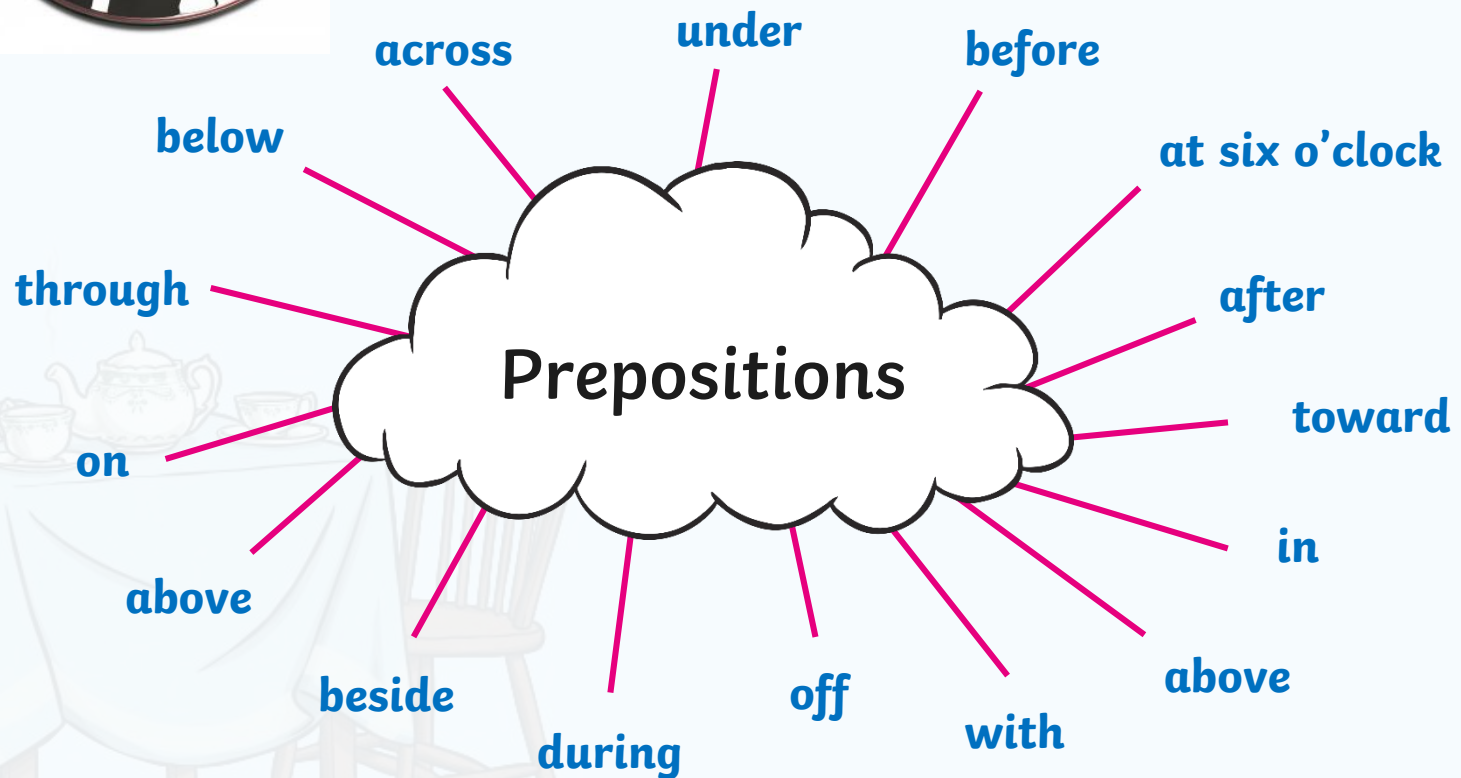 under
across
before
below
at six o’clock
through
after
Prepositions
toward
on
in
above
above
beside
off
with
during